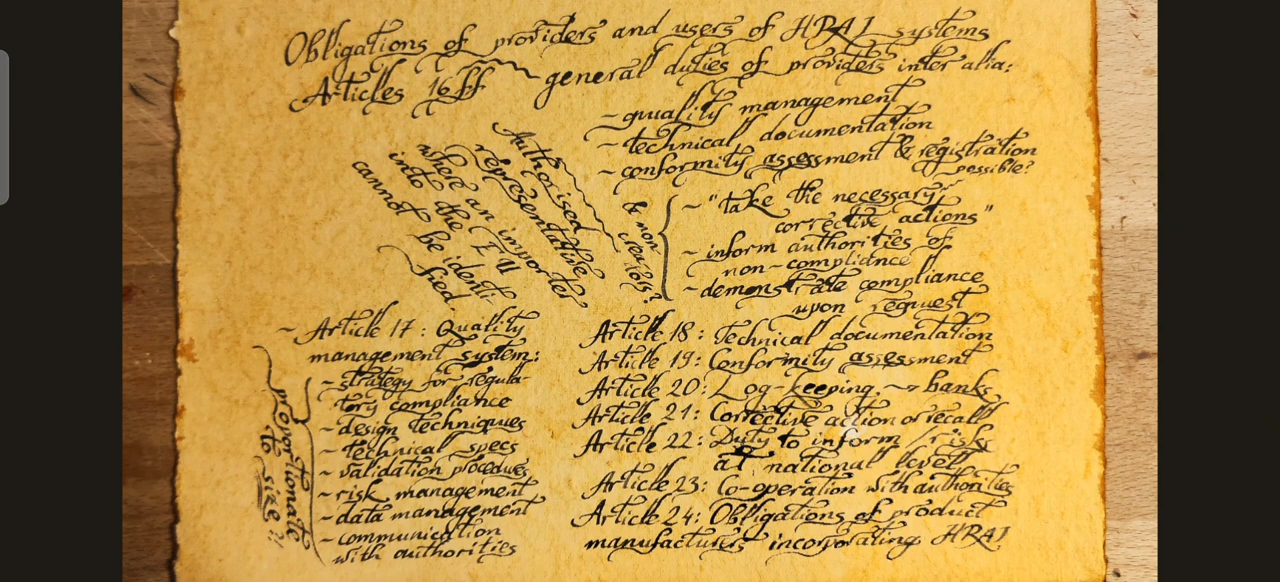 Obligations of providers and users of HRAI systems
Articles 16ff
general duties of providers inter alia:
- quality management
- technical documentation
- conformity assessment & registration
possible?
Authorised
representative
where an importer
into the EU
cannot be identi-
fied
& non
- "take the necessary
corrective actions"
- inform authorities of
non-compliance
- demonstrate compliance
upon request
- Article 17: Quality
management system:
- strategy for regula-
tory compliance
- design techniques
- technical specs
- validation procedures
- risk management
- data management
- communication
with authorities
proportionate
to size?!
Article 18: Technical documentation
Article 19: Conformity assessment
Article 20: Log-keeping → banks
Article 21: Corrective action or recall
Article 22: Duty to inform / risks
at national level
Article 23: Co-operation with authorities
Article 24: Obligations of product
manufacturers incorporating HRAI